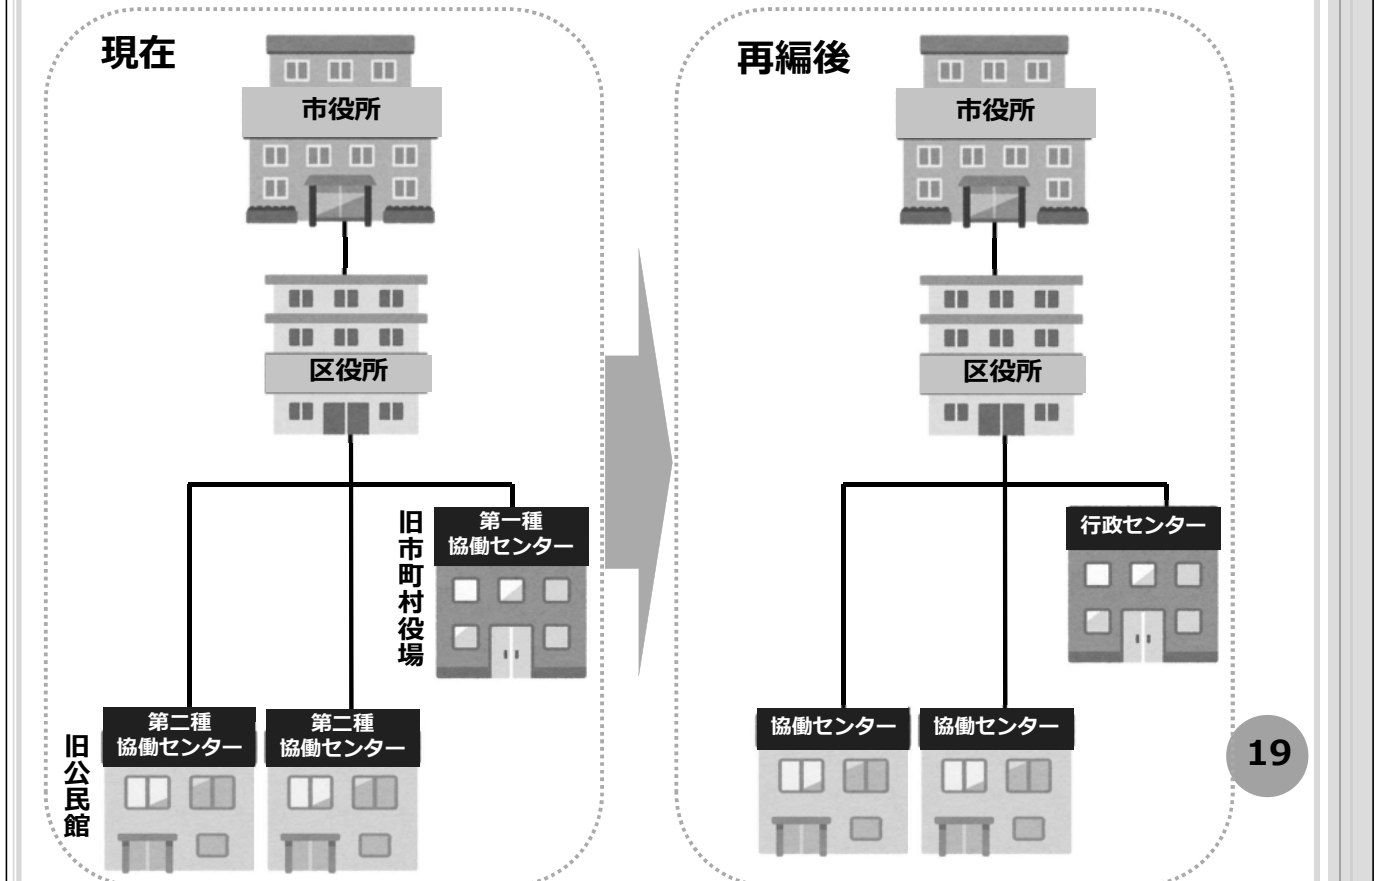 現在
市役所
区役所
旧市町村役場
第一種
協働センター
旧公民館
第二種
協働センター
第二種
協働センター
再編後
市役所
区役所
行政センター
協働センター
協働センター
19